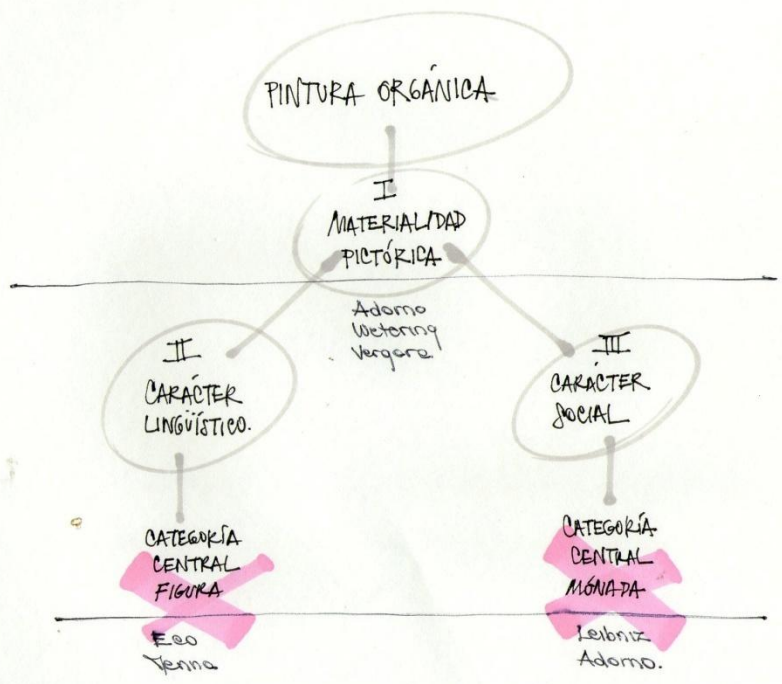 PINTURA ORGÁNICA
I
MATERIALIDAD
PICTÓRICA
Adorno
Wetering
Vergara
II
CARÁCTER
LINGÜÍSTICO.
III
CARÁCTER
SOCIAL
CATEGORÍA
CENTRAL
FIGURA
Eco
CATEGORÍA
CENTRAL
MÓNADA
Leibniz
Adorno.